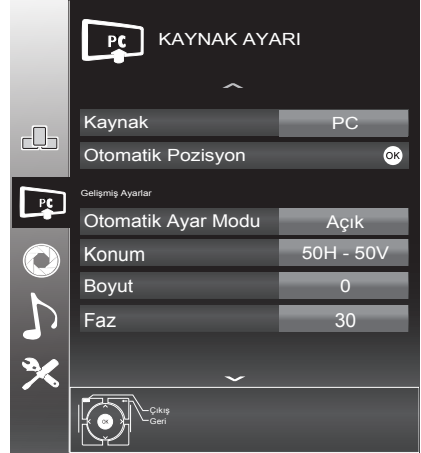 PC KAYNAK AYARI
Kaynak PC
Otomatik Pozisyon OK
Gelişmiş Ayarlar
PC
Otomatik Ayar Modu Açık
Konum 50H - 50V
Boyut 0
Faz 30
OK
Çıkış
Geri